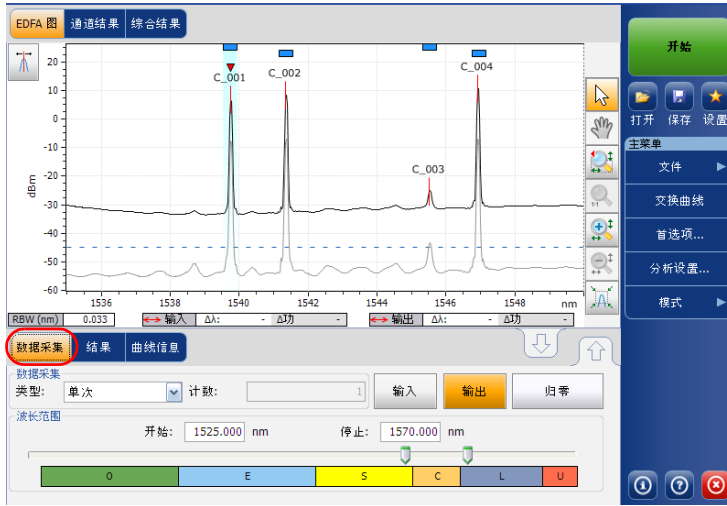 EDFA 图 通道结果 综合结果
开始
C_001
C_002
C_004
C_003
20
10
0
-10
-20
-30
-40
-50
-60
dBm
1536 1538 1540 1542 1544 1546 1548 nm
1:1
RBW (nm) 0.033 输入 Δλ: - Δ功 - 输出 Δλ: - Δ功 -
打开 保存 设置
主菜单
文件
交换曲线
首选项...
分析设置...
模式
数据采集 结果 曲线信息
数据采集
类型: 单次 计数: 1 输入 输出 归零
波长范围
开始: 1525.000 nm 停止: 1570.000 nm
O E S C L U